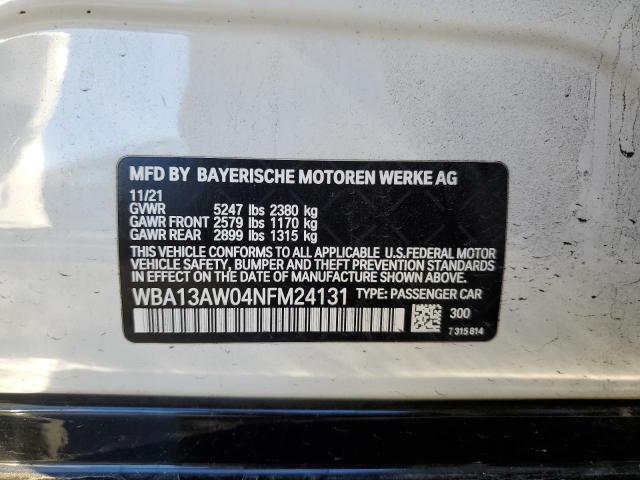 MFD BY BAYERISCHE MOTOREN WERKE AG
11/21
GVWR 5247 lbs 2380 kg
GAWR FRONT 2579 lbs 1170 kg
GAWR REAR 2899 lbs 1315 kg
THIS VEHICLE CONFORMS TO ALL APPLICABLE U.S.FEDERAL MOTOR
VEHICLE SAFETY, BUMPER AND THEFT PREVENTION STANDARDS
IN EFFECT ON THE DATE OF MANUFACTURE SHOWN ABOVE.
WBA13AW04NFM24131 TYPE: PASSENGER CAR
300
7 315 814